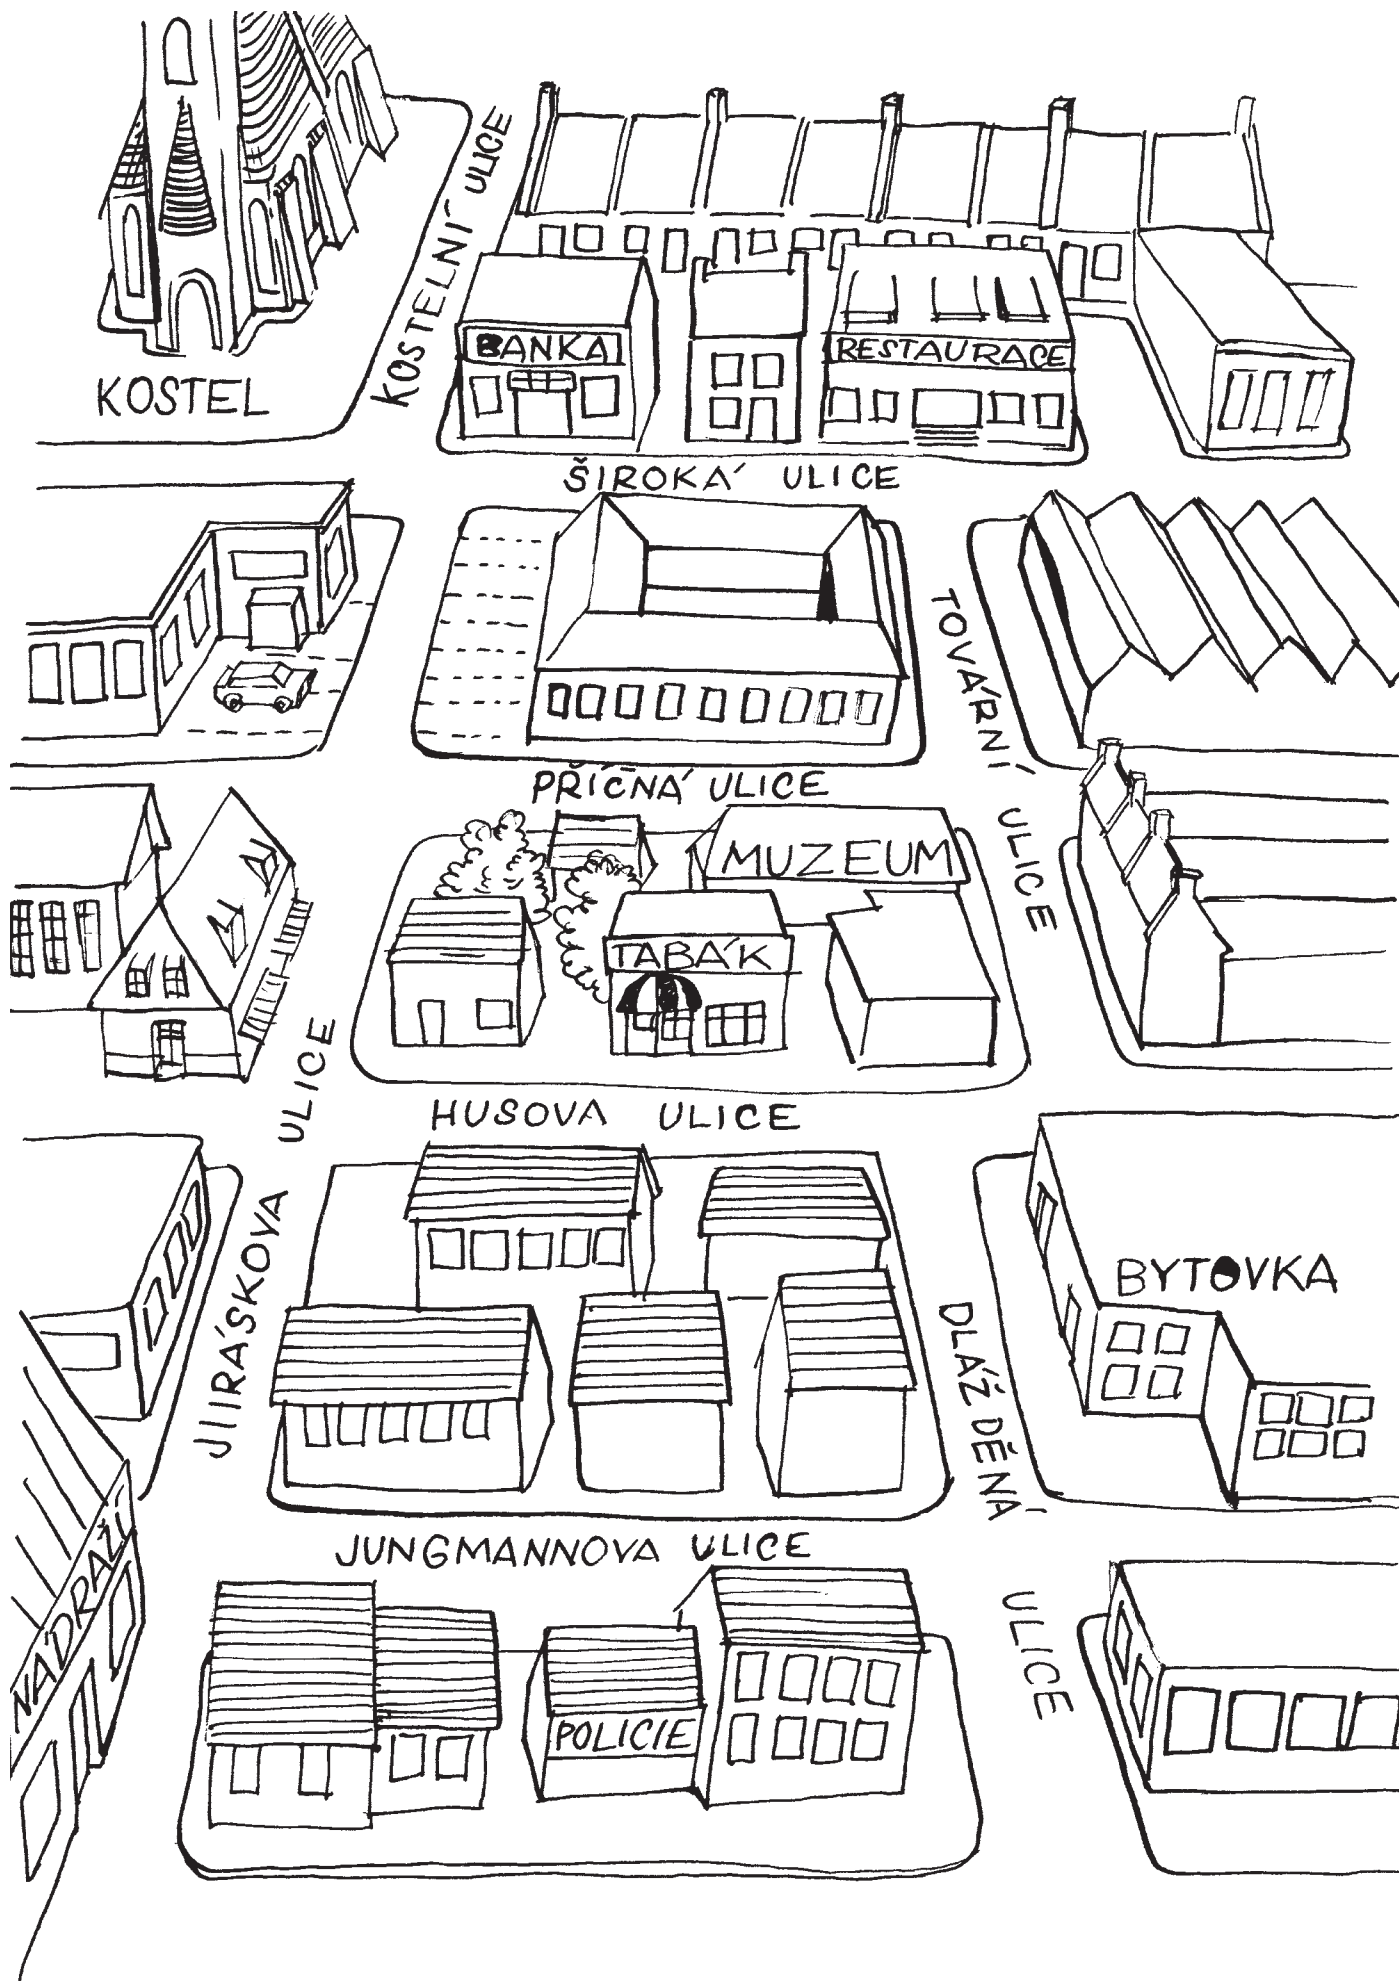 KOSTELNÍ ULICE
KOSTEL
BANKA
RESTAURACE
ŠIROKÁ ULICE
TOVÁRNÍ ULICE
PŘÍČNÁ ULICE
MUZEUM
TABÁK
HUSOVA ULICE
JIRÁSKOVA ULICE
BYTOVKA
DLÁŽDĚNÁ ULICE
JUNGMANNOVA ULICE
NÁDRAŽÍ
POLICIE